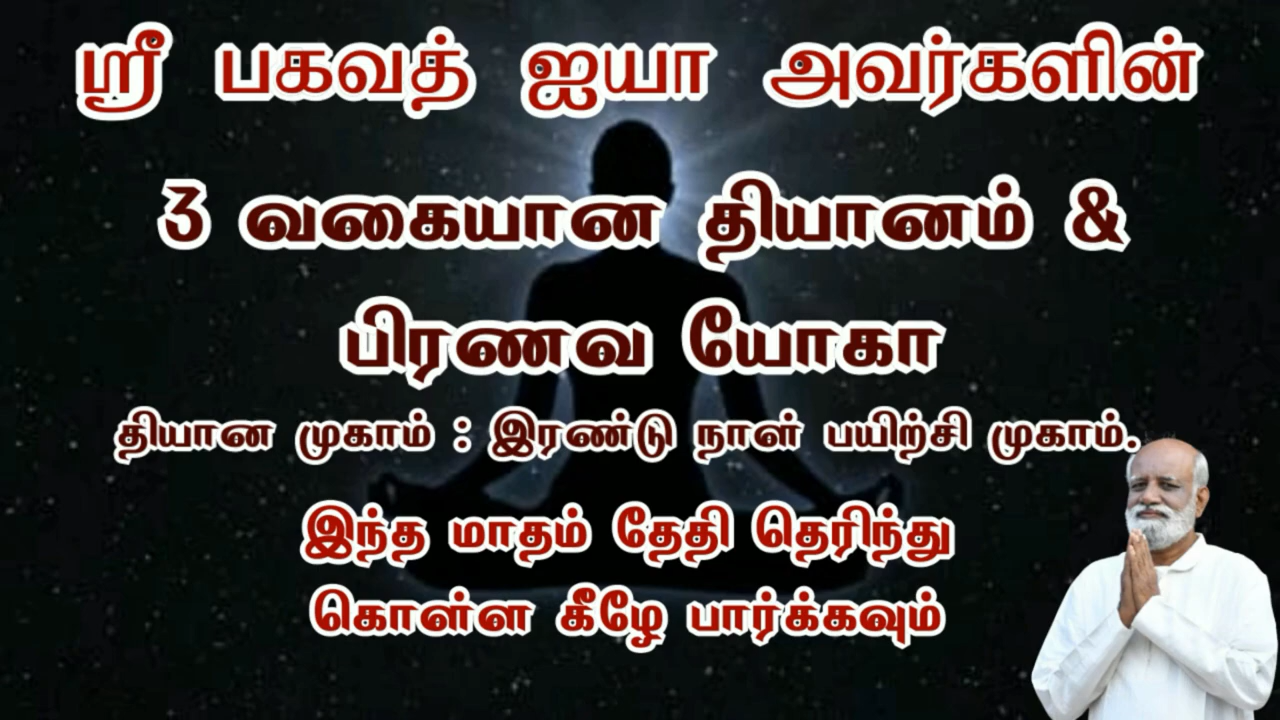 ஸ்ரீ பகவத் ஐயா அவர்களின்
3 வகையான தியானம் &
பிரணவ யோகா
தியான முகாம் : இரண்டு நாள் பயிற்சி முகாம்.
இந்த மாதம் தேதி தெரிந்து
கொள்ள கீழே பார்க்கவும்